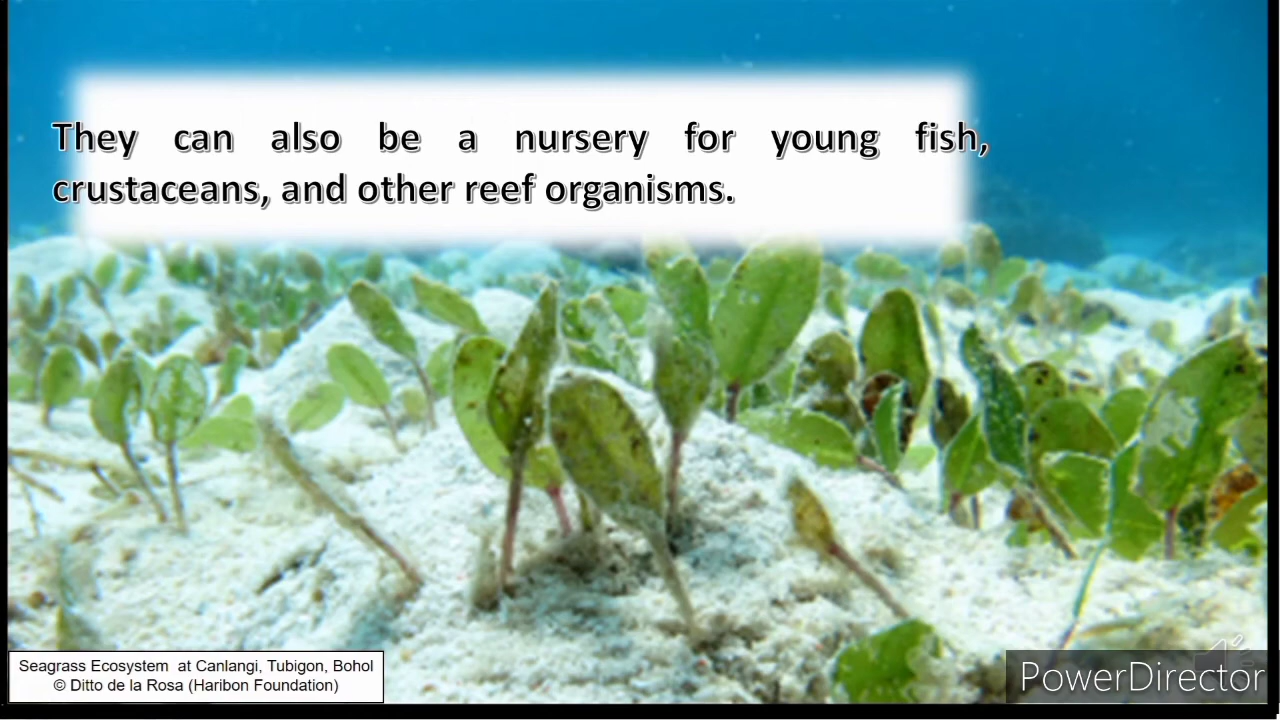 They can also be a nursery for young fish,
crustaceans, and other reef organisms.
Seagrass Ecosystem at Canlangi, Tubigon, Bohol
© Ditto de la Rosa (Haribon Foundation)
PowerDirector